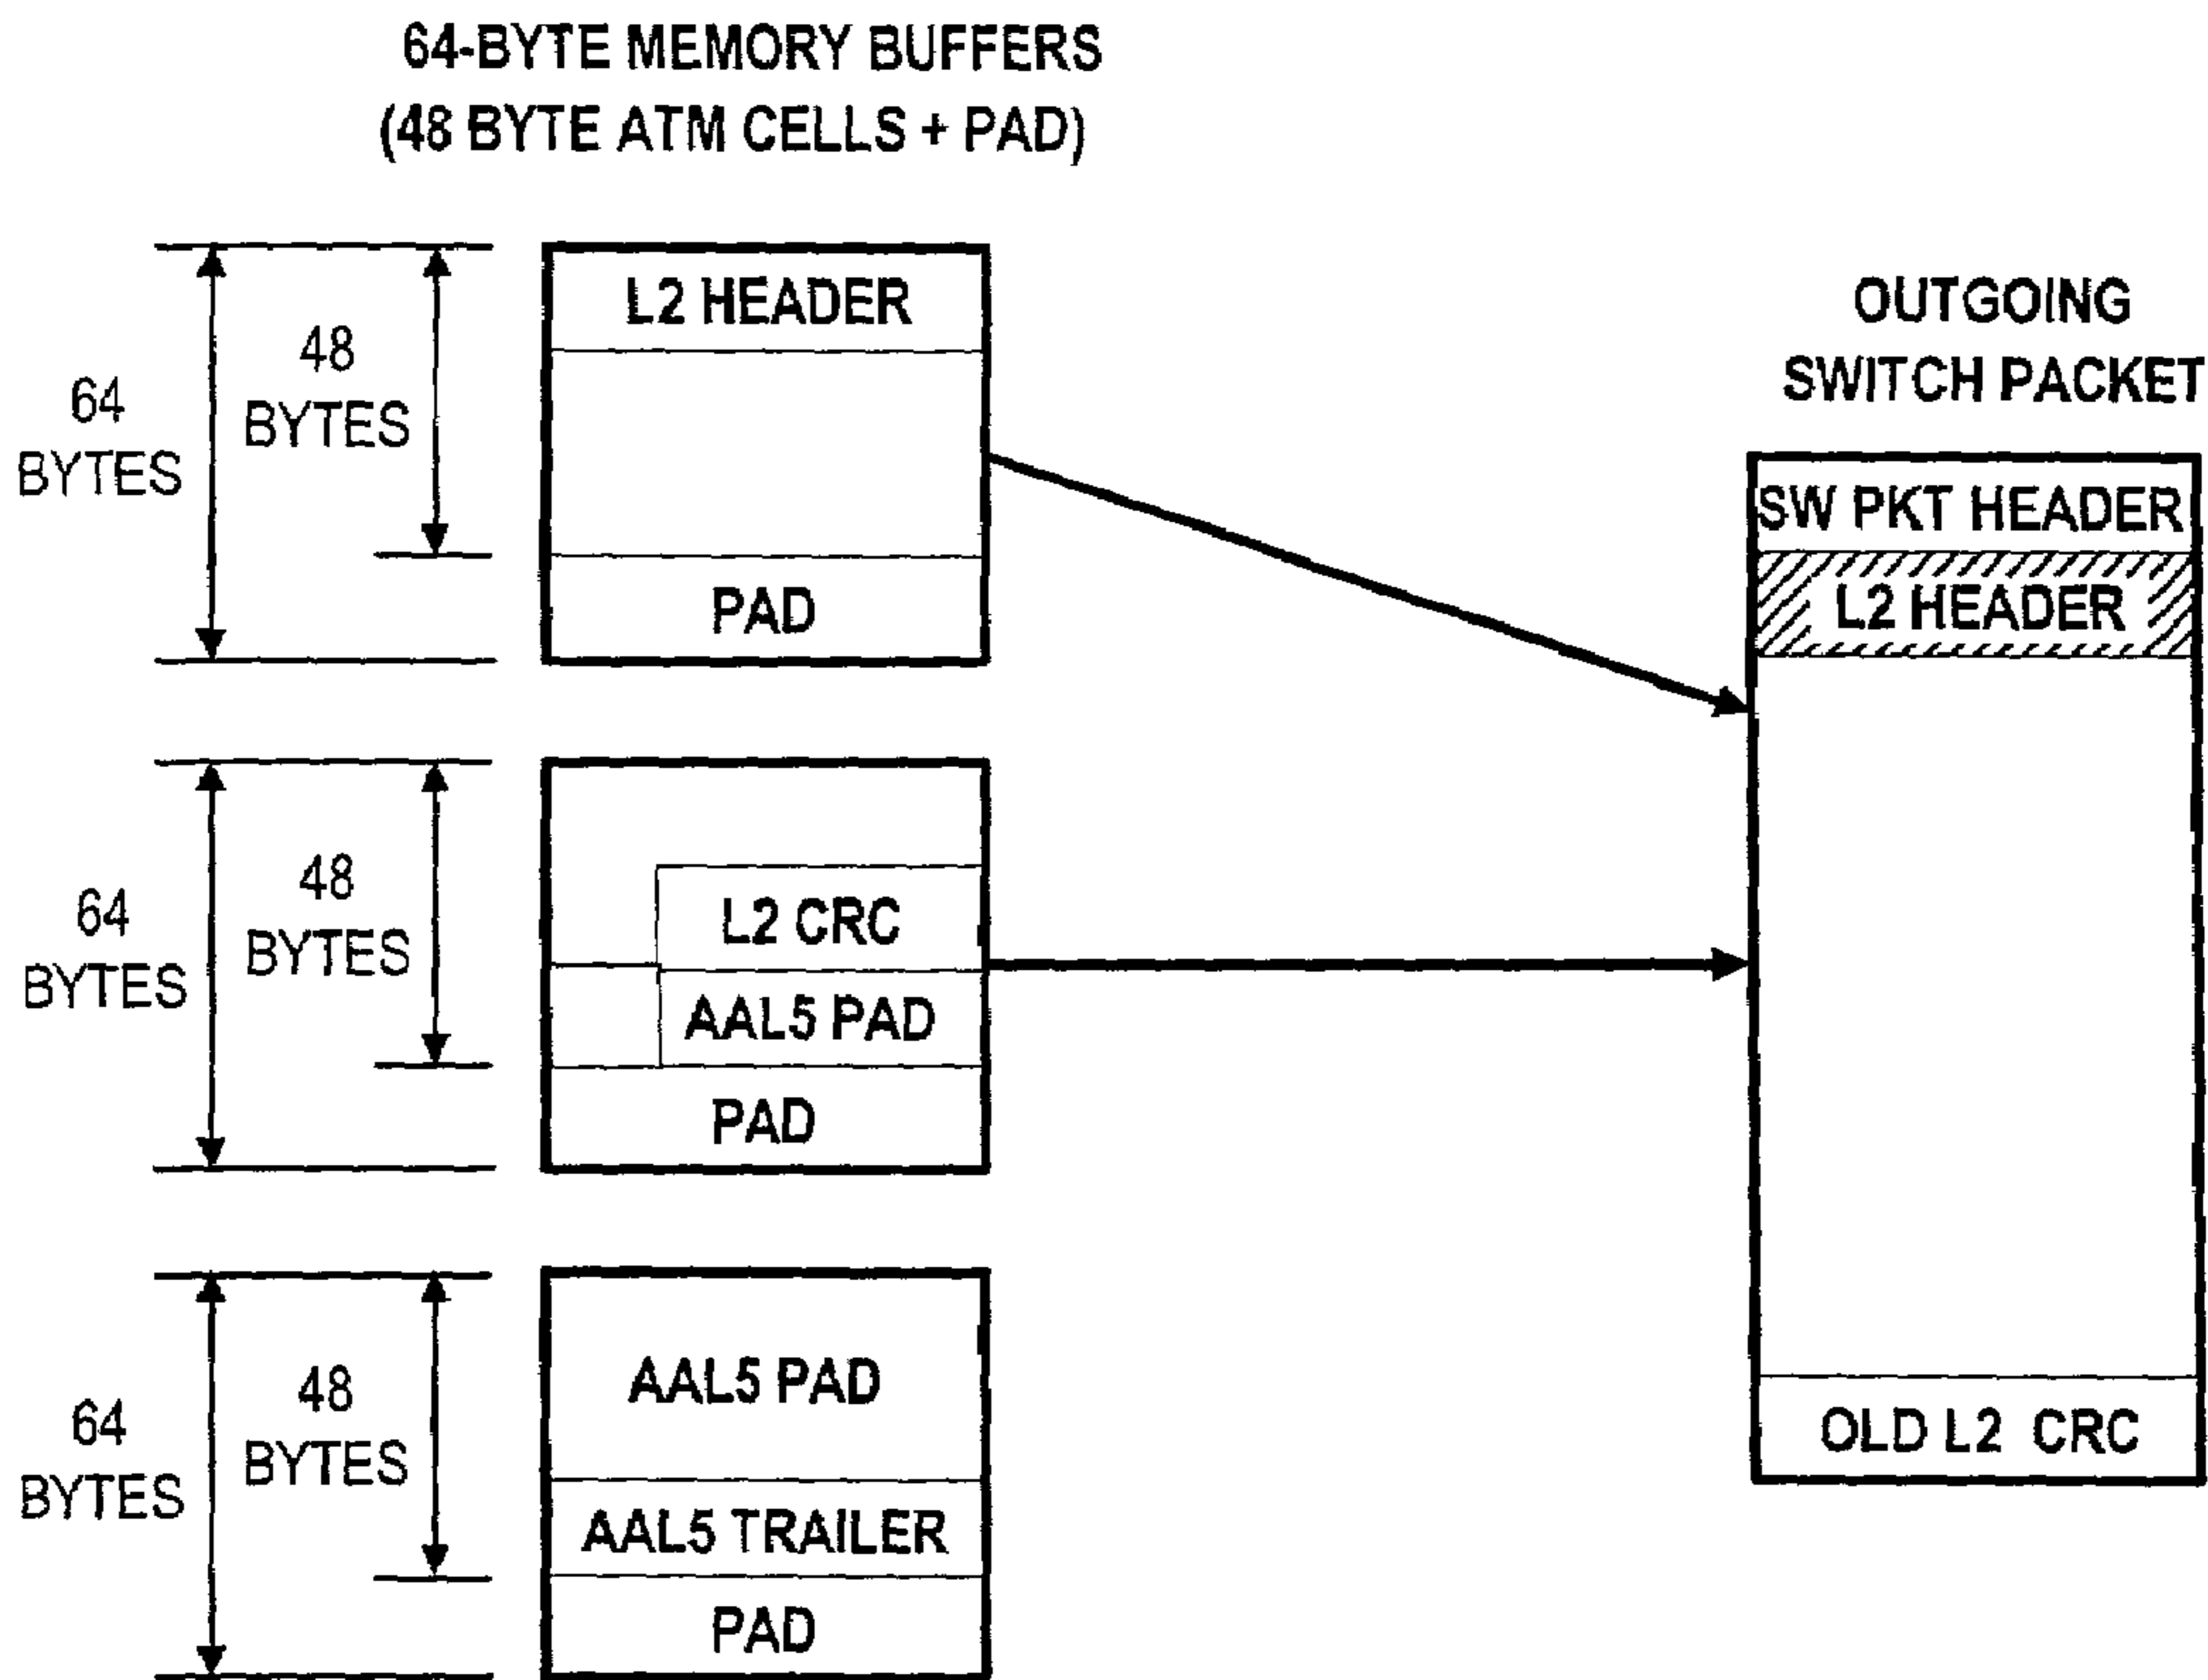 64-BYTE MEMORY BUFFERS
(48 BYTE ATM CELLS + PAD)
64
BYTES
48
BYTES
L2 HEADER
PAD
64
BYTES
48
BYTES
L2 CRC
AAL5 PAD
PAD
64
BYTES
48
BYTES
AAL5 PAD
AAL5 TRAILER
PAD
OUTGOING
SWITCH PACKET
SW PKT HEADER
L2 HEADER
OLD L2 CRC